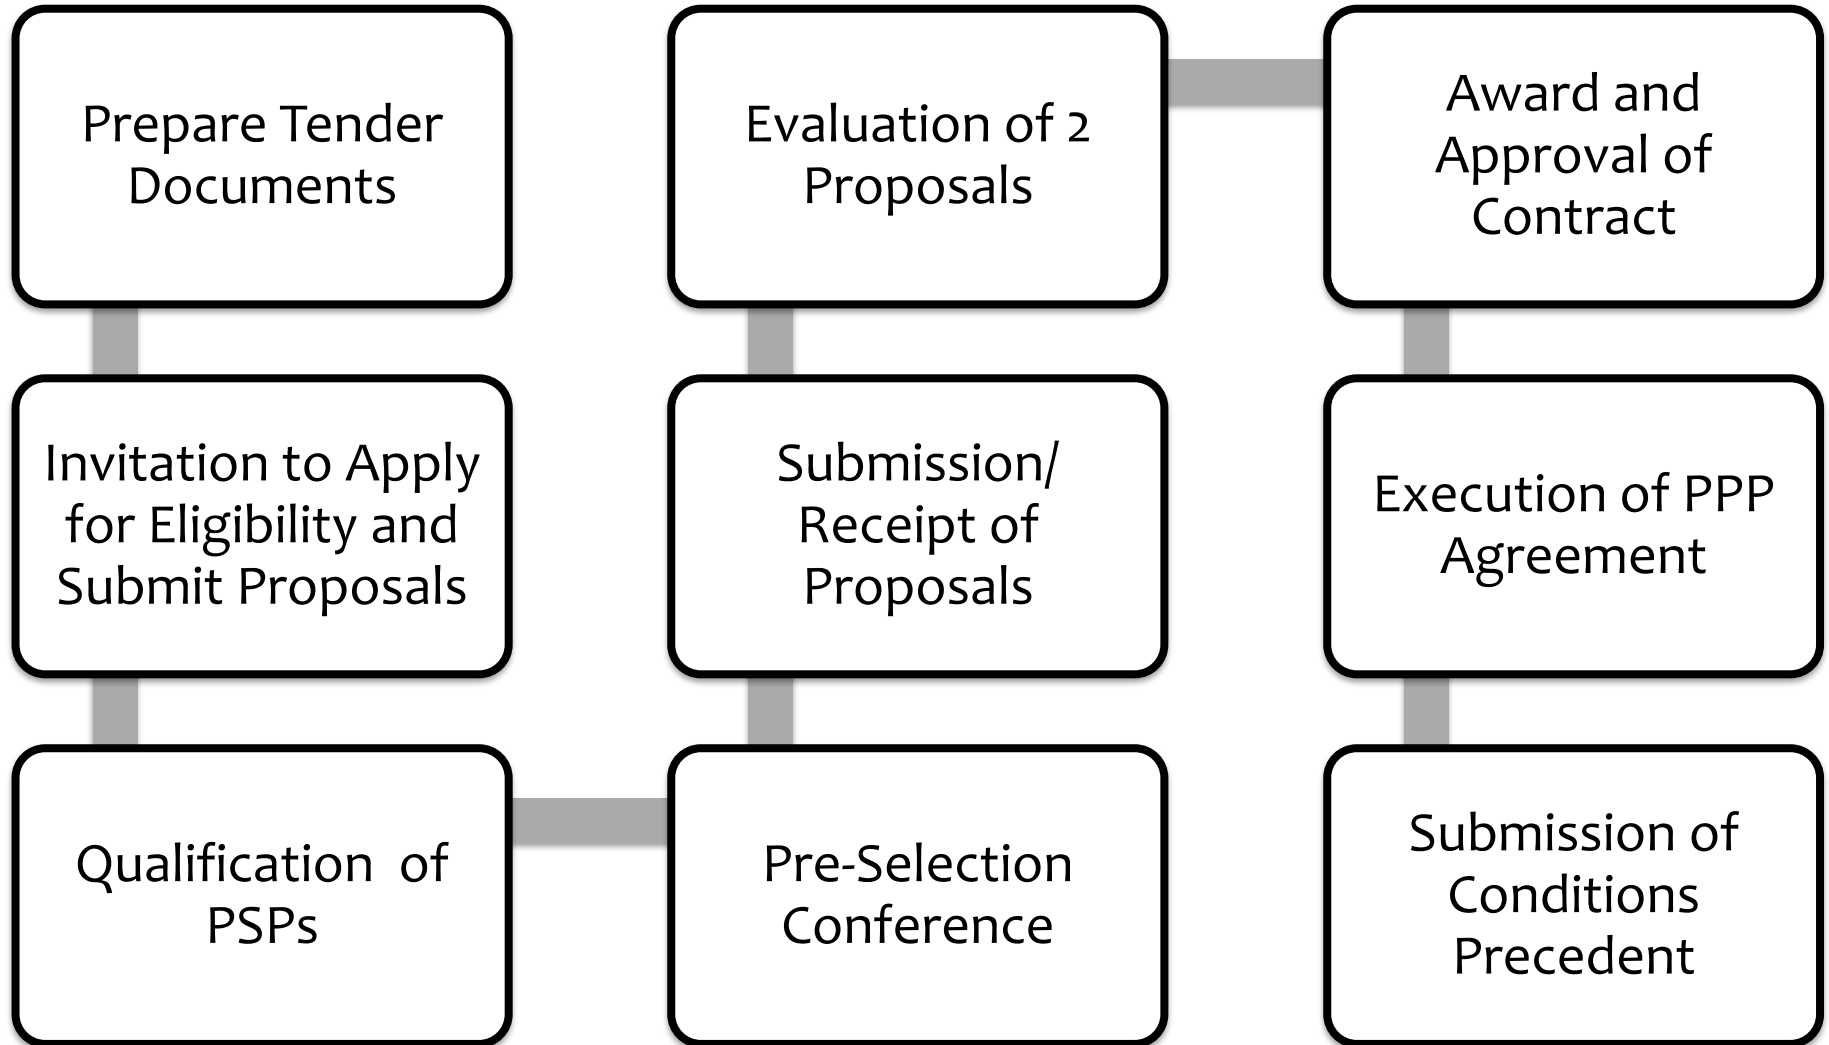 Prepare Tender
Documents
Invitation to Apply
for Eligibility and
Submit Proposals
Qualification  of
PSPs
Pre-Selection
Conference
Submission/
Receipt of
Proposals
Evaluation of 2
Proposals
Award and
Approval of
Contract
Execution of PPP
Agreement
Submission of
Conditions
Precedent